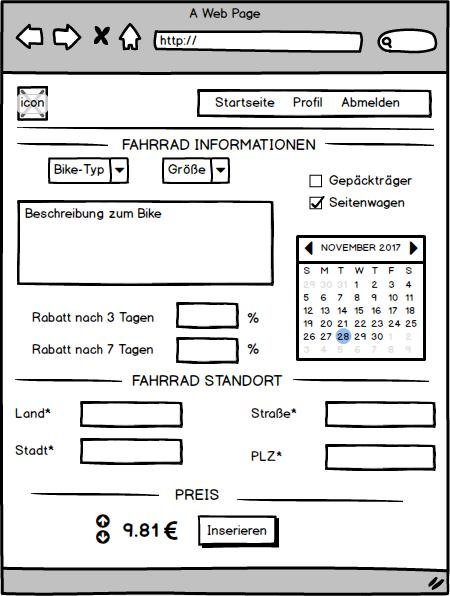 A Web Page
http://
icon
Startseite Profil Abmelden
FAHRRAD INFORMATIONEN
Bike-Typ Größe
Gepäckträger
Seitenwagen
Beschreibung zum Bike
NOVEMBER 2017
S M T W T F S
29 30 31 1 2 3 4
5 6 7 8 9 10 11
12 13 14 15 16 17 18
19 20 21 22 23 24 25
26 27 28 29 30 1 2
3 4 5 6 7 8 9
Rabatt nach 3 Tagen %
Rabatt nach 7 Tagen %
FAHRRAD STANDORT
Land* Straße*
Stadt* PLZ*
PREIS
9.81 € Inserieren